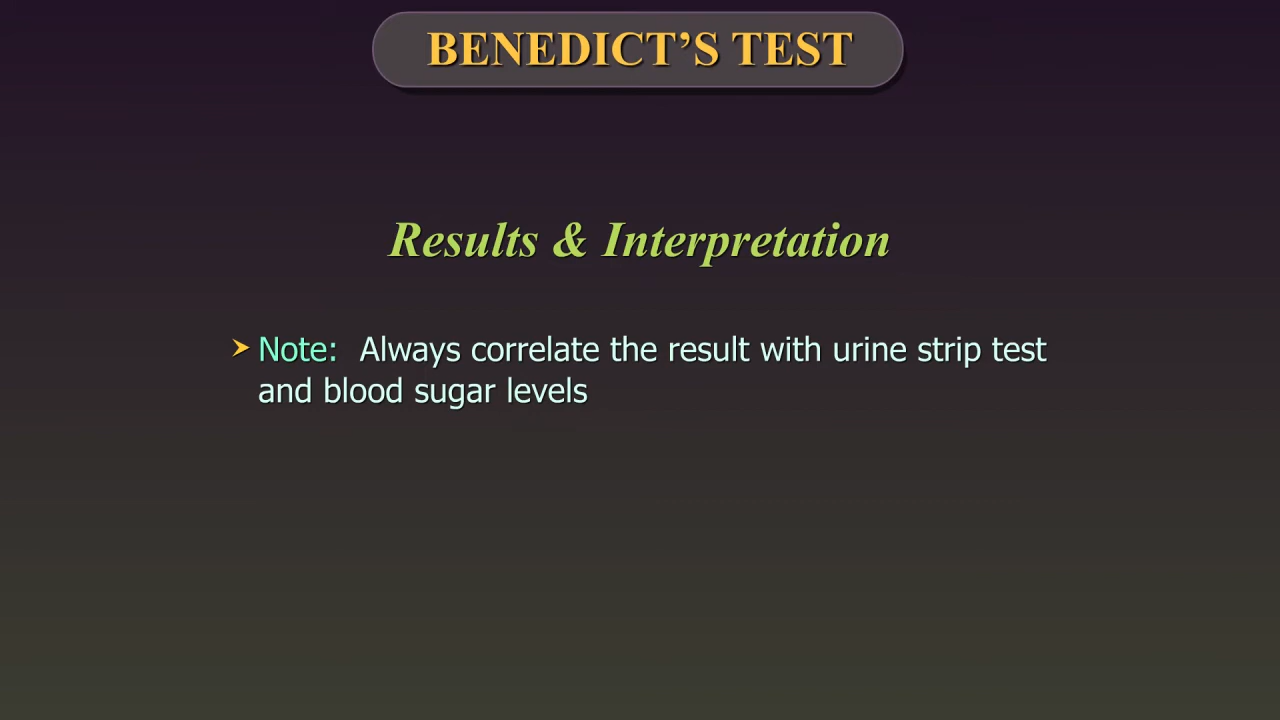 BENEDICT’S TEST
Results & Interpretation
➤ Note: Always correlate the result with urine strip test
and blood sugar levels